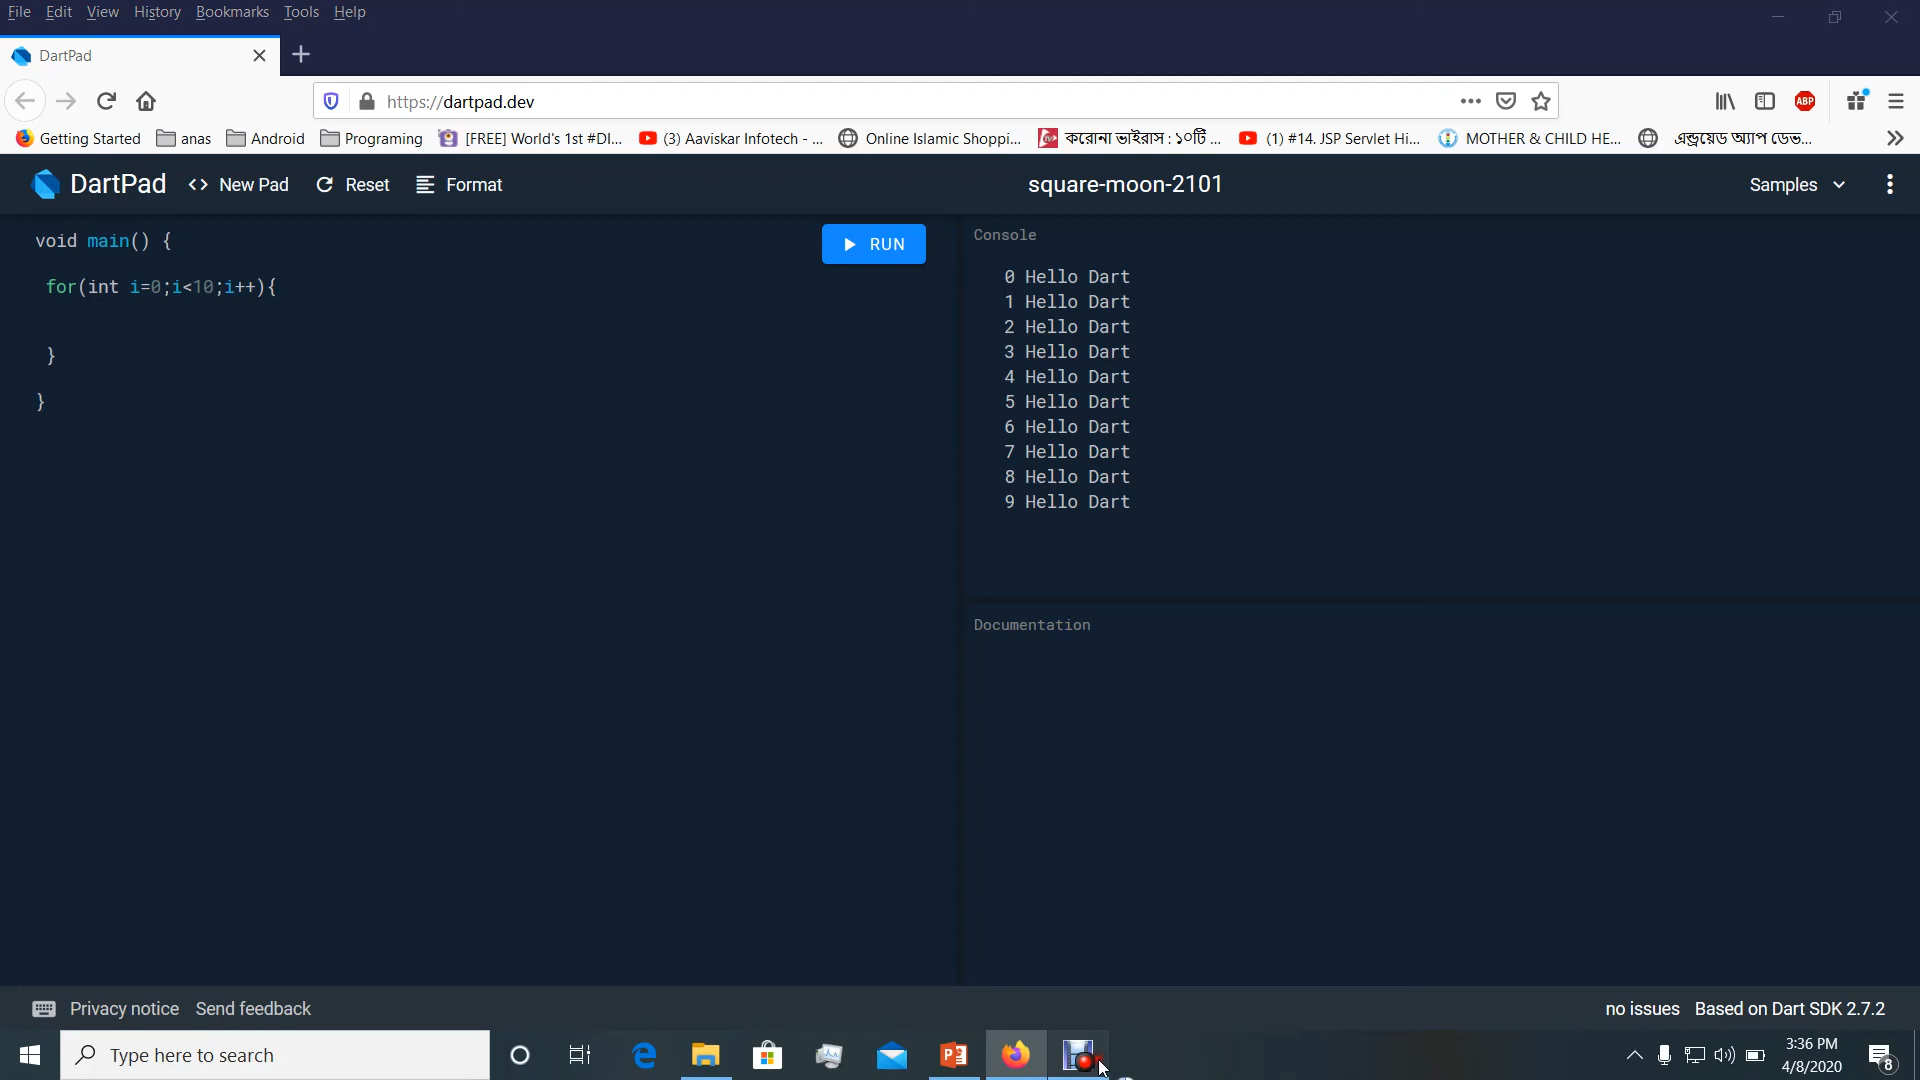 File Edit View History Bookmarks Tools Help
DartPad
https://dartpad.dev
ABP
Getting Started anas Android Programing [FREE] World's 1st #DI... (3) Aaviskar Infotech - ... Online Islamic Shoppi... করোনা ভাইরাস : ১০টি ... (1) #14. JSP Servlet Hi... MOTHER & CHILD HE... এন্ড্রয়েড অ্যাপ ডেভ...
DartPad <> New Pad Reset Format square-moon-2101 Samples
void main() {
RUN
for(int i=0;i<10;i++){
}
}
Console
0 Hello Dart
1 Hello Dart
2 Hello Dart
3 Hello Dart
4 Hello Dart
5 Hello Dart
6 Hello Dart
7 Hello Dart
8 Hello Dart
9 Hello Dart
Documentation
Privacy notice Send feedback no issues Based on Dart SDK 2.7.2
Type here to search
3:36 PM
4/8/2020
8